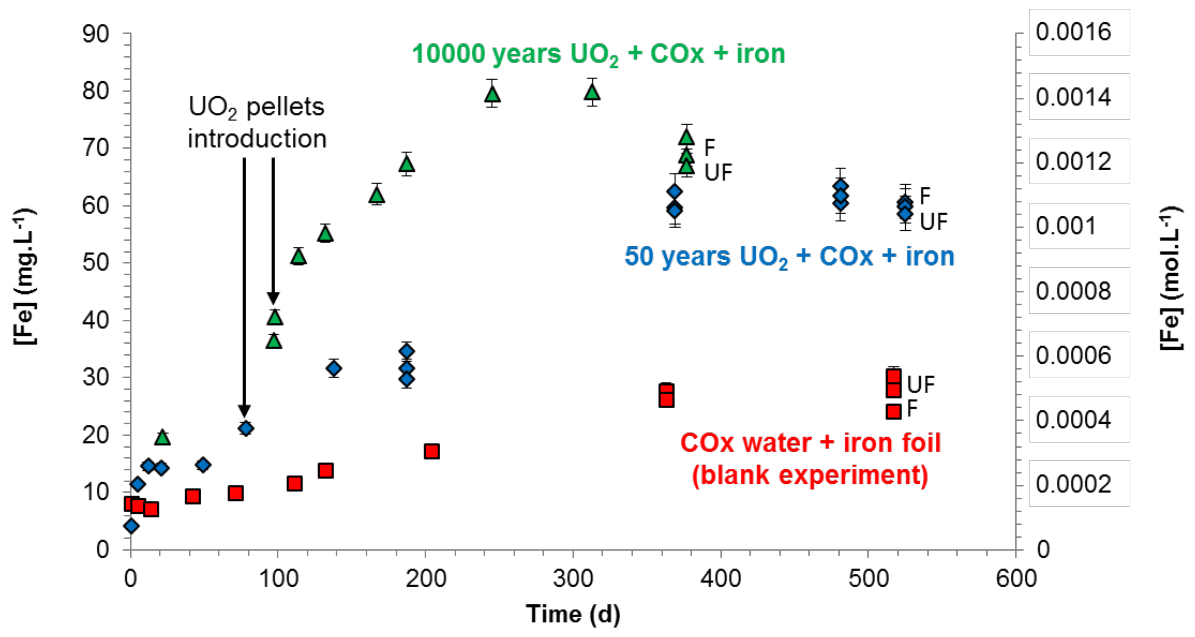 90
80
70
60
50
40
30
20
10
0
[Fe] (mg.L⁻¹)
10000 years UO₂ + COx + iron
UO₂ pellets
introduction
F
UF
F
UF
50 years UO₂ + COx + iron
UF
F
COx water + iron foil
(blank experiment)
0.0016
0.0014
0.0012
0.001
0.0008
0.0006
0.0004
0.0002
0
[Fe] (mol.L⁻¹)
0 100 200 300 400 500 600
Time (d)